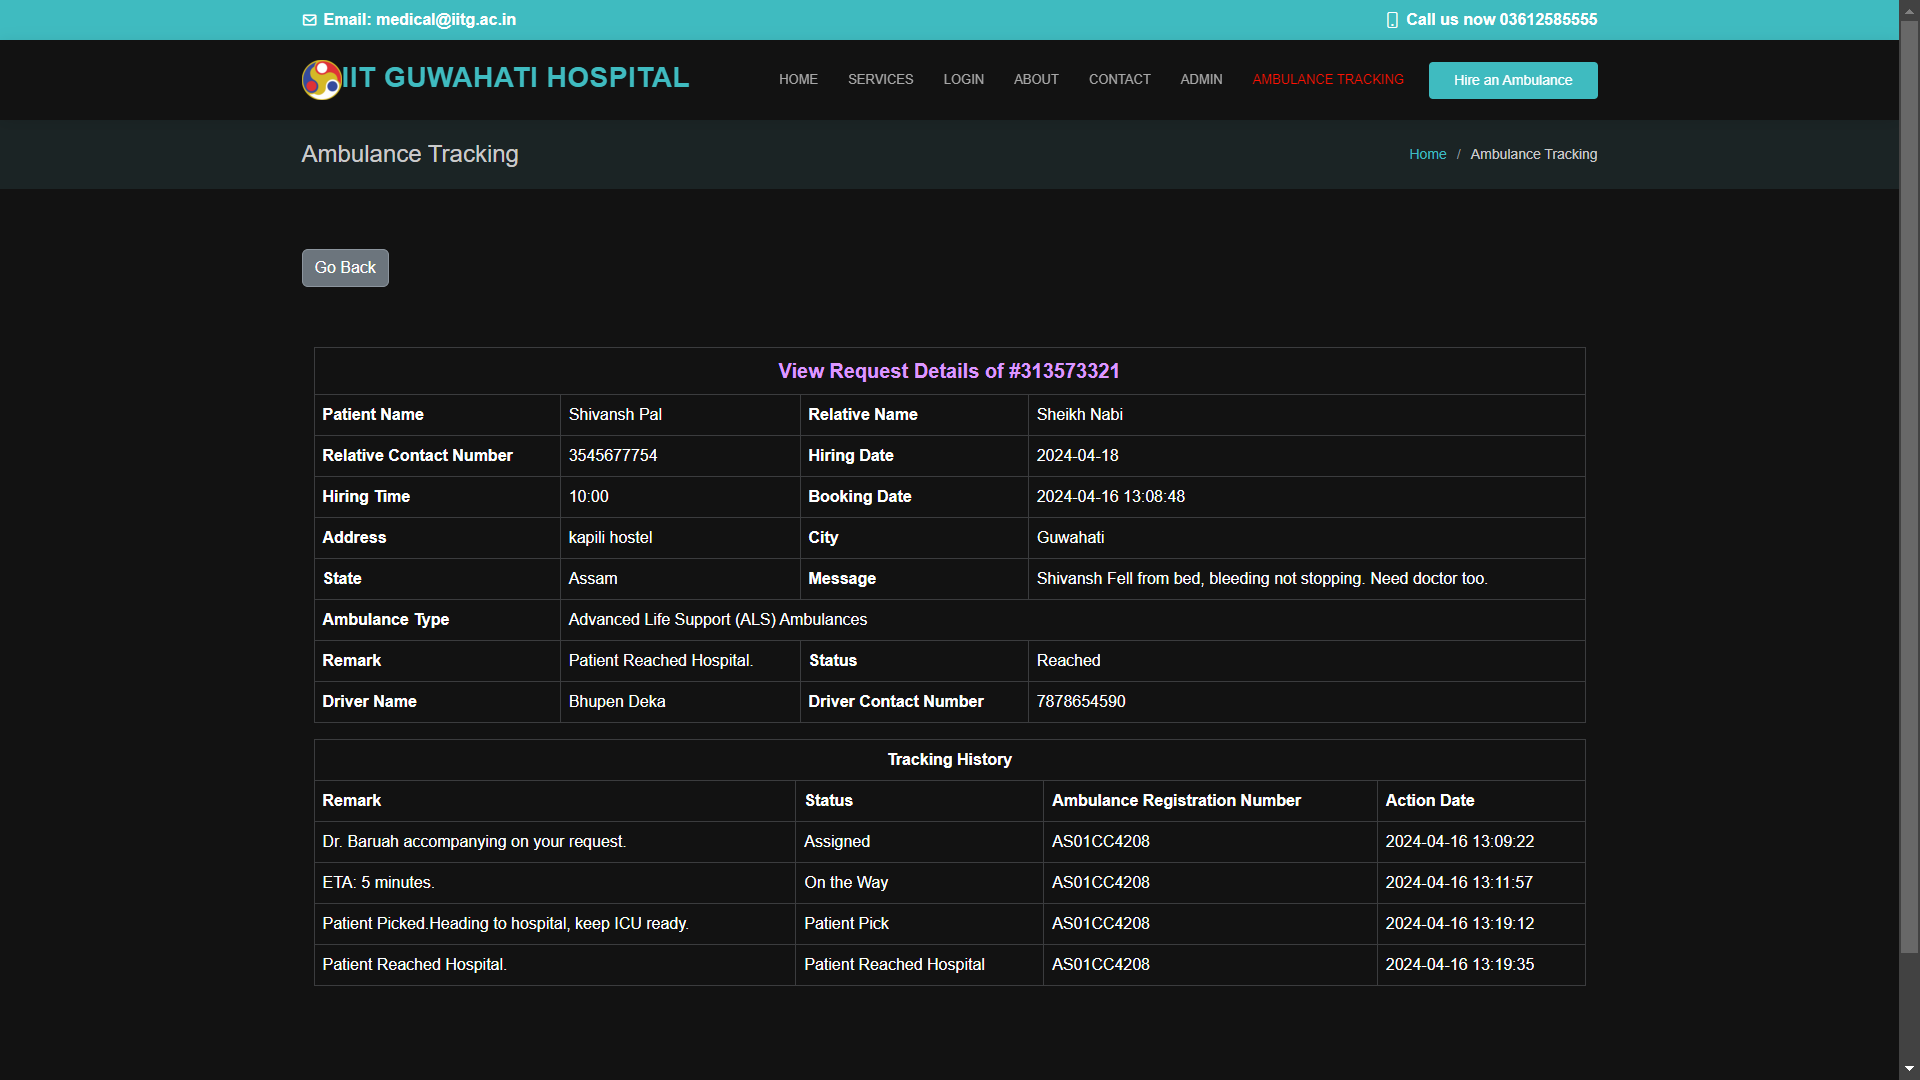 Email: medical@iitg.ac.in Call us now 03612585555
IIT GUWAHATI HOSPITAL HOME SERVICES LOGIN ABOUT CONTACT ADMIN AMBULANCE TRACKING Hire an Ambulance
Ambulance Tracking Home / Ambulance Tracking
Go Back
View Request Details of #313573321
Patient Name Shivansh Pal Relative Name Sheikh Nabi
Relative Contact Number 3545677754 Hiring Date 2024-04-18
Hiring Time 10:00 Booking Date 2024-04-16 13:08:48
Address kapili hostel City Guwahati
State Assam Message Shivansh Fell from bed, bleeding not stopping. Need doctor too.
Ambulance Type Advanced Life Support (ALS) Ambulances
Remark Patient Reached Hospital. Status Reached
Driver Name Bhupen Deka Driver Contact Number 7878654590
Tracking History
Remark Status Ambulance Registration Number Action Date
Dr. Baruah accompanying on your request. Assigned AS01CC4208 2024-04-16 13:09:22
ETA: 5 minutes. On the Way AS01CC4208 2024-04-16 13:11:57
Patient Picked.Heading to hospital, keep ICU ready. Patient Pick AS01CC4208 2024-04-16 13:19:12
Patient Reached Hospital. Patient Reached Hospital AS01CC4208 2024-04-16 13:19:35